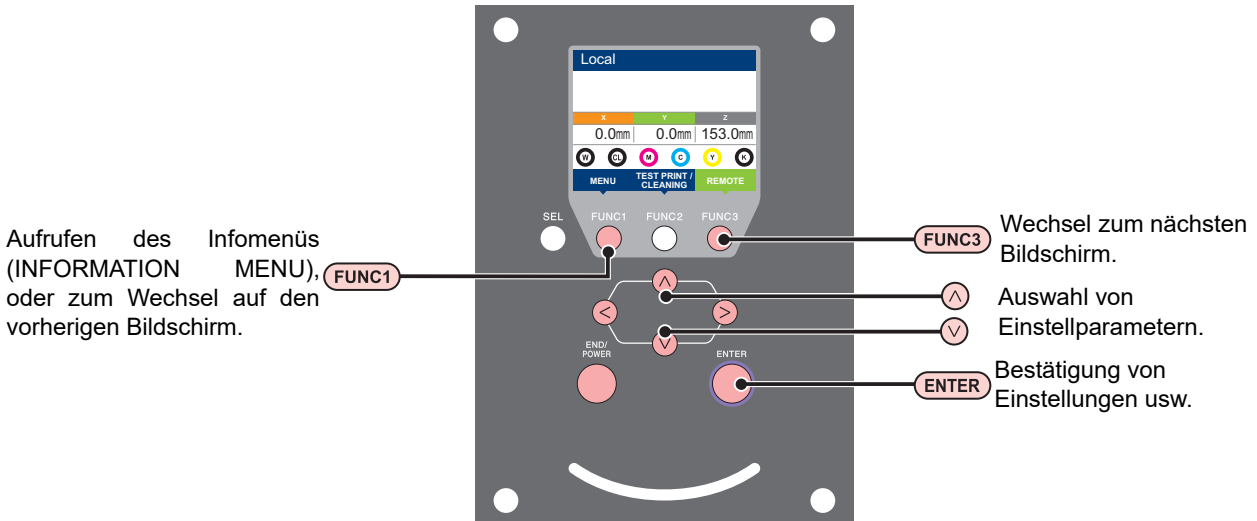 Local
X Y Z
0.0mm 0.0mm 153.0mm
W CL M C Y K
MENU TEST PRINT / CLEANING REMOTE
SEL FUNC1 FUNC2 FUNC3
Aufrufen des Infomenüs
(INFORMATION MENU),
oder zum Wechsel auf den
vorherigen Bildschirm.
FUNC1
FUNC3
Wechsel zum nächsten
Bildschirm.
Auswahl von
Einstellparametern.
END/
POWER
ENTER
ENTER
Bestätigung von
Einstellungen usw.